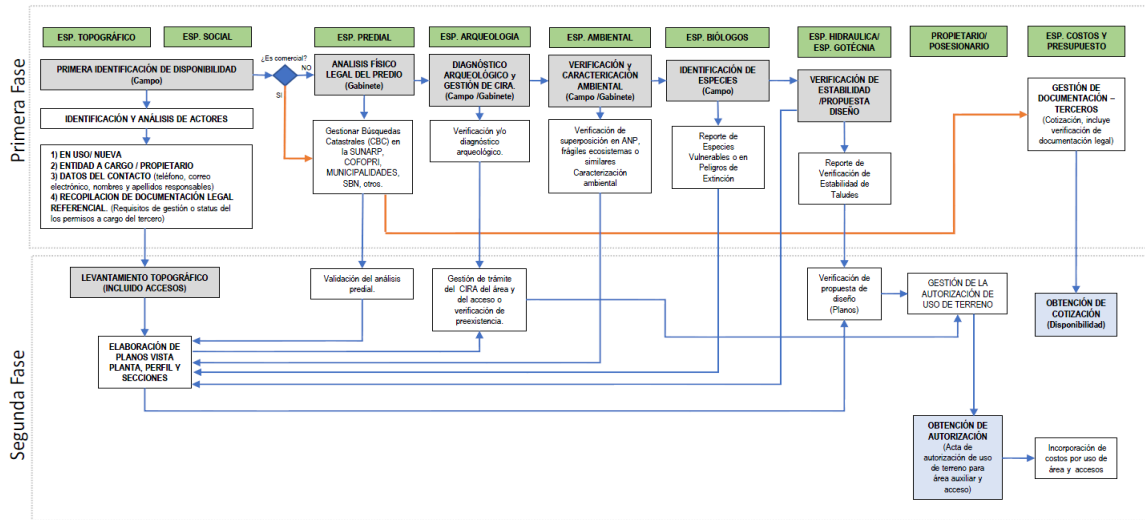 Primera Fase
ESP. TOPOGRÁFICO
ESP. SOCIAL
ESP. PREDIAL
ESP. ARQUEOLOGIA
ESP. AMBIENTAL
ESP. BIÓLOGOS
ESP. HIDRAULICA/
ESP. GOTÉCNIA
PROPIETARIO/
POSESIONARIO
ESP. COSTOS Y
PRESUPUESTO
PRIMERA IDENTIFICACIÓN DE DISPONIBILIDAD
(Campo)
¿Es comercial?
NO
SI
ANALISIS FÍSICO
LEGAL DEL PREDIO
(Gabinete)
DIAGNÓSTICO
ARQUEOLÓGICO y
GESTIÓN DE CIRA.
(Campo /Gabinete)
VERIFICACIÓN y
CARACTERICACIÓN
AMBIENTAL
(Campo /Gabinete)
IDENTIFICACIÓN DE
ESPECIES
(Campo)
VERIFICACIÓN DE
ESTABILIDAD
/PROPUESTA
DISEÑO
GESTIÓN DE
DOCUMENTACIÓN –
TERCEROS
(Cotización, incluye
verificación de
documentación legal)
IDENTIFICACIÓN Y ANÁLISIS DE ACTORES
1) EN USO/ NUEVA
2) ENTIDAD A CARGO / PROPIETARIO
3) DATOS DEL CONTACTO (teléfono, correo
electrónico, nombres y apellidos responsables)
4) RECOPILACION DE DOCUMENTACIÓN LEGAL
REFERENCIAL. (Requisitos de gestión o status del
los permisos a cargo del tercero)
Gestionar Búsquedas
Catastrales (CBC) en
la SUNARP,
COFOPRI,
MUNICIPALIDADES,
SBN, otros.
Verificación y/o
diagnóstico
arqueológico.
Verificación de
superposición en ANP,
frágiles ecosistemas o
similares
Caracterización
ambiental
Reporte de
Especies
Vulnerables o en
Peligros de
Extinción
Reporte de
Verificación de
Estabilidad de
Taludes
Segunda Fase
LEVANTAMIENTO TOPOGRÁFICO
(INCLUIDO ACCESOS)
Validación del análisis
predial.
Gestión de trámite
del CIRA del área y
del acceso o
verificación de
preexistencia.
Verificación de
propuesta de
diseño
(Planos)
GESTIÓN DE LA
AUTORIZACIÓN DE
USO DE TERRENO
OBTENCIÓN DE
COTIZACIÓN
(Disponibilidad)
ELABORACIÓN DE
PLANOS VISTA
PLANTA, PERFIL Y
SECCIONES
OBTENCIÓN DE
AUTORIZACIÓN
(Acta de
autorización de uso
de terreno para
área auxiliar y
acceso)
Incorporación de
costos por uso de
área y accesos